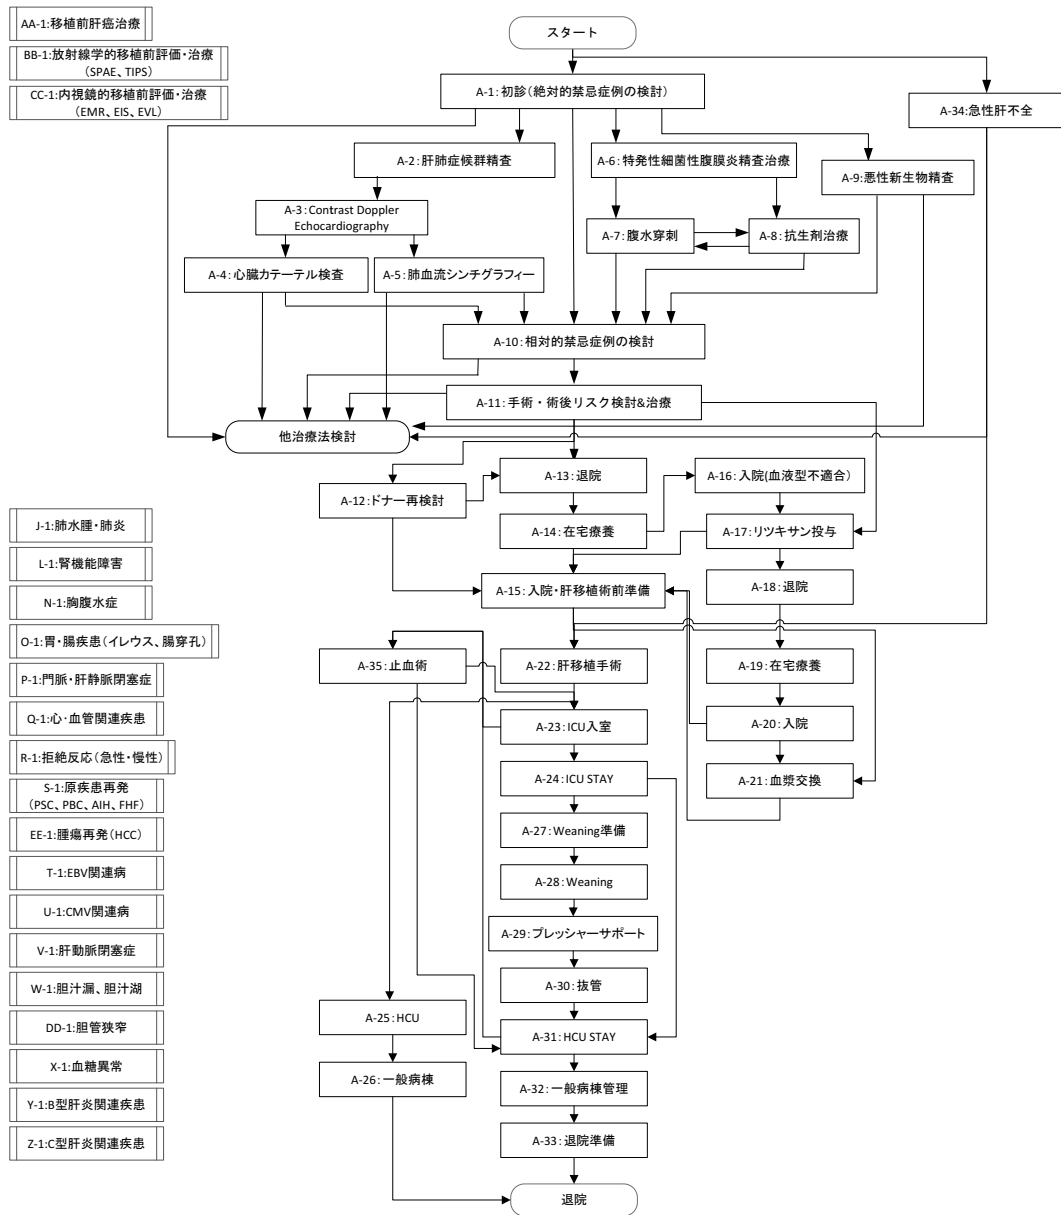 AA-1:移植前肝癌治療
BB-1:放射線学的移植前評価・治療
(SPAE、TIPS)
CC-1:内視鏡的移植前評価・治療
(EMR、EIS、EVL)
スタート
A-1:初診(絶対的禁忌症例の検討)
A-34:急性肝不全
A-2:肝肺症候群精査
A-6:特発性細菌性腹膜炎精査治療
A-9:悪性新生物精査
A-3:Contrast Doppler
Echocardiography
A-7:腹水穿刺
A-8:抗生剤治療
A-4:心臓カテーテル検査
A-5:肺血流シンチグラフィー
A-10:相対的禁忌症例の検討
A-11:手術・術後リスク検討&治療
他治療法検討
A-12:ドナー再検討
A-13:退院
A-16:入院(血液型不適合)
A-14:在宅療養
A-17:リツキサン投与
A-15:入院・肝移植術前準備
A-18:退院
A-35:止血術
A-22:肝移植手術
A-19:在宅療養
A-23:ICU入室
A-20:入院
A-24:ICU STAY
A-21:血漿交換
A-27:Weaning準備
A-28:Weaning
A-29:プレッシャーサポート
A-30:抜管
A-25:HCU
A-31:HCU STAY
A-26:一般病棟
A-32:一般病棟管理
A-33:退院準備
退院
J-1:肺水腫・肺炎
L-1:腎機能障害
N-1:胸腹水症
O-1:胃・腸疾患(イレウス、腸穿孔)
P-1:門脈・肝静脈閉塞症
Q-1:心・血管関連疾患
R-1:拒絶反応(急性・慢性)
S-1:原疾患再発
(PSC、PBC、AIH、FHF)
EE-1:腫瘍再発(HCC)
T-1:EBV関連病
U-1:CMV関連病
V-1:肝動脈閉塞症
W-1:胆汁漏、胆汁湖
DD-1:胆管狭窄
X-1:血糖異常
Y-1:B型肝炎関連疾患
Z-1:C型肝炎関連疾患